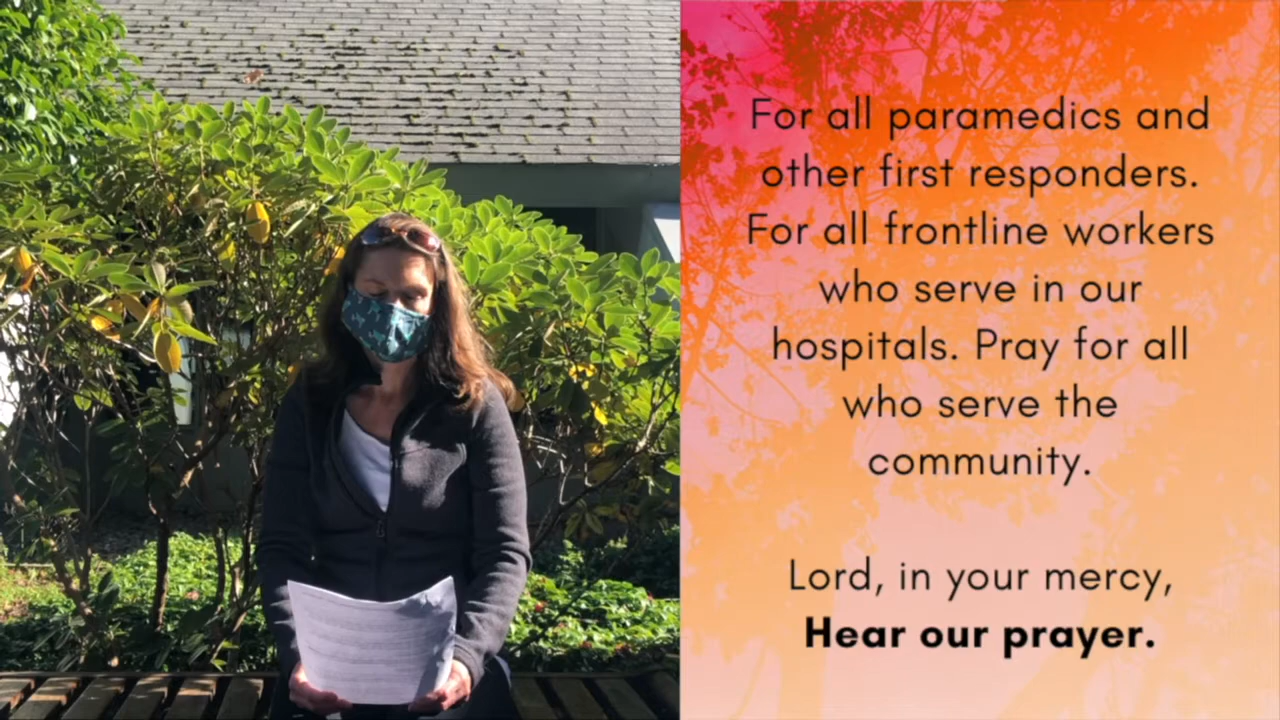 For all paramedics and
other first responders.
For all frontline workers
who serve in our
hospitals. Pray for all
who serve the
community.
Lord, in your mercy,
Hear our prayer.